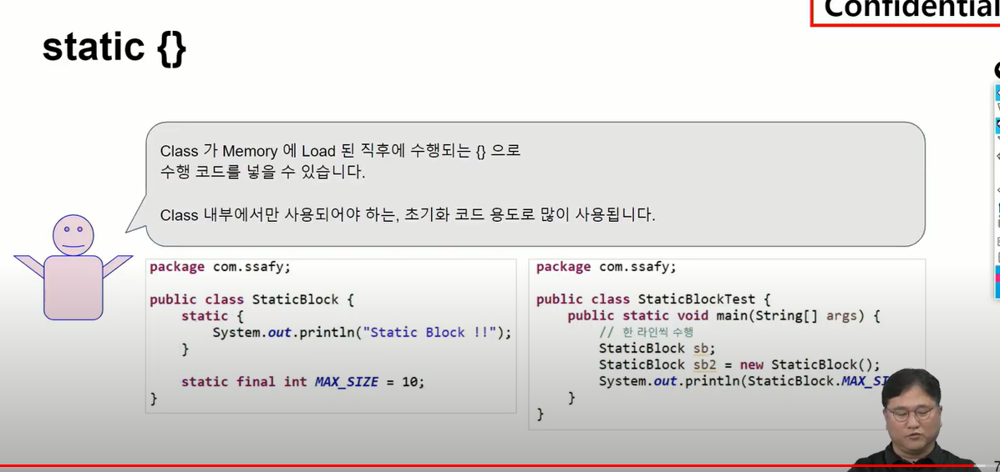 Confidential
static {}
Class 가 Memory 에 Load 된 직후에 수행되는 {} 으로
수행 코드를 넣을 수 있습니다.
Class 내부에서만 사용되어야 하는, 초기화 코드 용도로 많이 사용됩니다.
package com.ssafy;
public class StaticBlock {
static {
System.out.println("Static Block !!");
}
static final int MAX_SIZE = 10;
}
package com.ssafy;
public class StaticBlockTest {
public static void main(String[] args) {
// 한 라인씩 수행
StaticBlock sb;
StaticBlock sb2 = new StaticBlock();
System.out.println(StaticBlock.MAX_SI
}
}